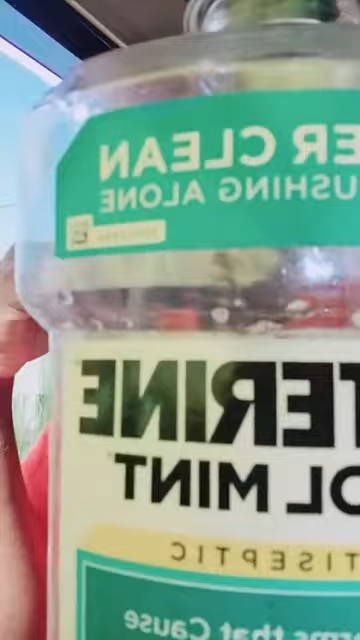 ER CLEAN
USHING ALONE
TERINE
OL MINT
TISEPTIC
rms that Cause